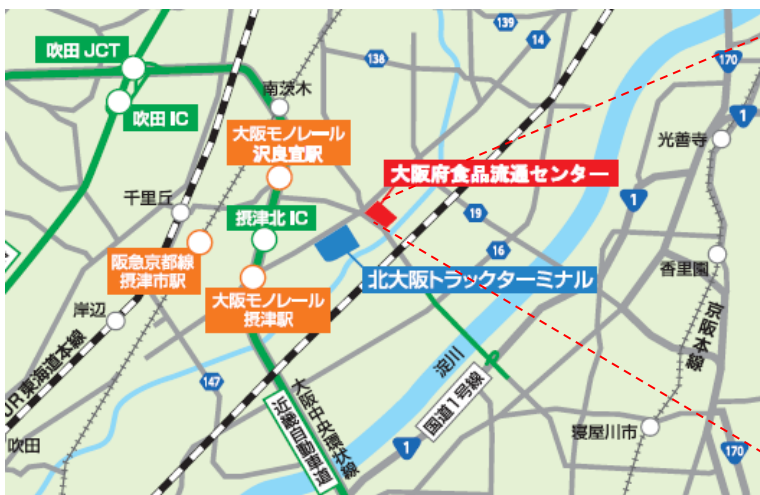 139
14
吹田 JCT
138
170
南茨木
吹田 IC
1
大阪モノレール
沢良宜駅
光善寺
大阪府食品流通センター
千里丘
1
19
摂津北 IC
16
阪急京都線
摂津市駅
北大阪トラックターミナル
香里園
大阪モノレール
摂津駅
岸辺
京阪本線
JR東海道本線
淀川
147
国道1号線
大阪中央環状線
近畿自動車道
寝屋川市
吹田
1
170